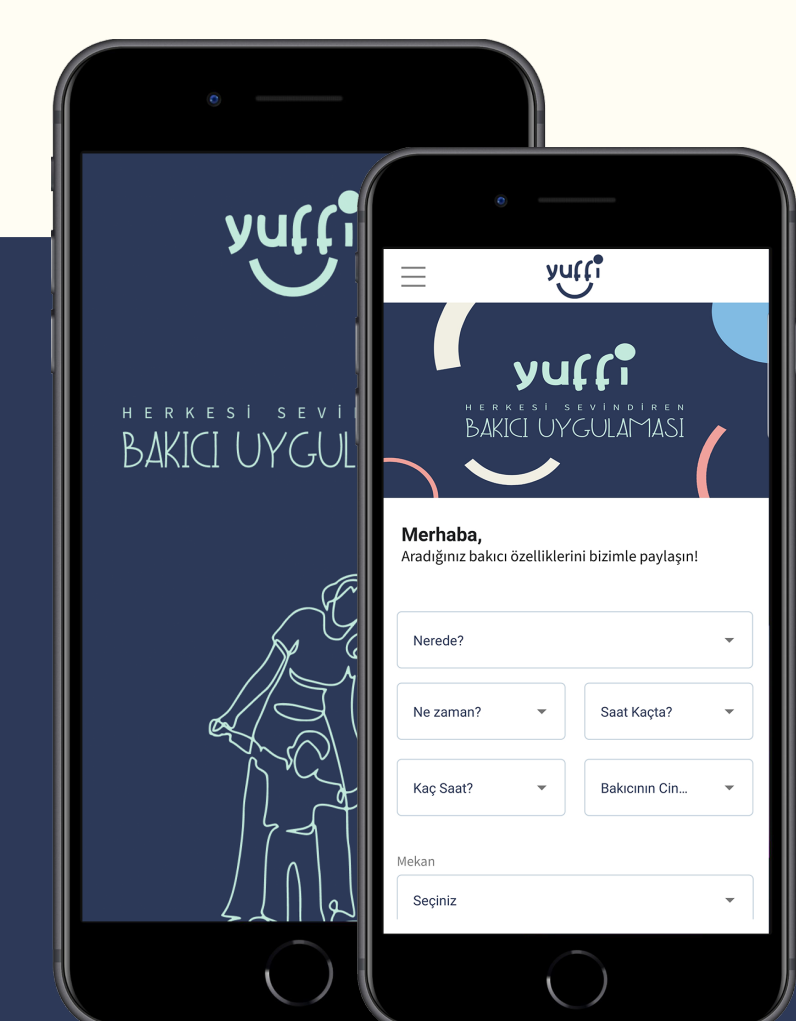 yuffi
HERKESİ SEVİ
BAKICI UYGUL
yuffi
yuffi
HERKESİ SEVİNDİREN
BAKICI UYGULAMASI
Merhaba,
Aradığınız bakıcı özelliklerini bizimle paylaşın!
Nerede?
Ne zaman?
Saat Kaçta?
Kaç Saat?
Bakıcının Cin...
Mekan
Seçiniz